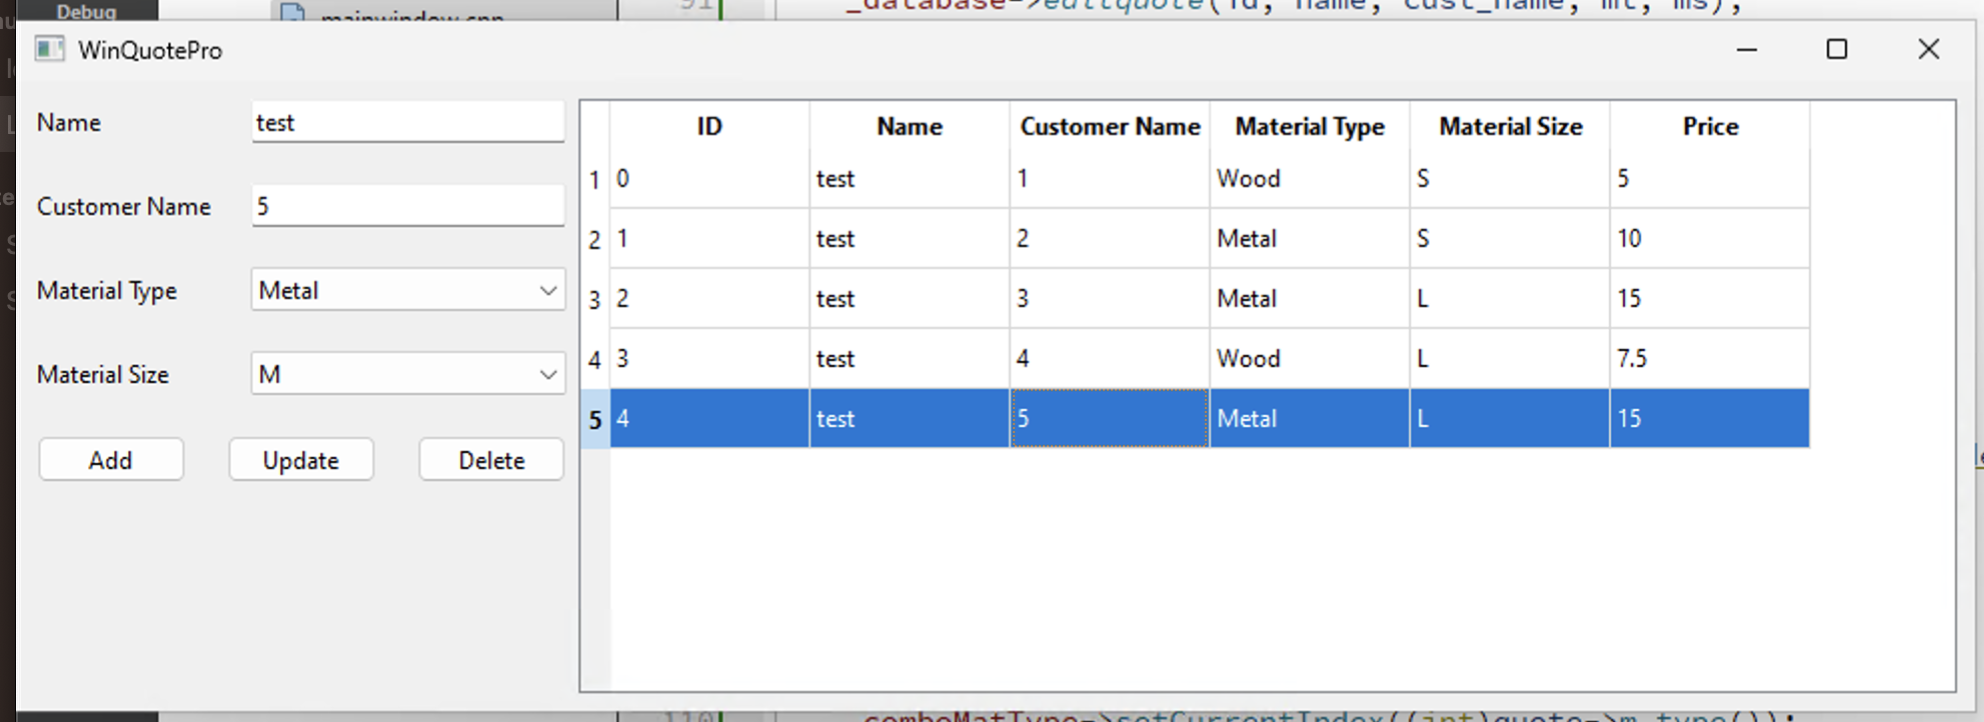 Debug
mainwindow.cpp
91 _database->editquote(id, name, cust_name, mt, ms);
WinQuotePro
Name test
Customer Name 5
Material Type Metal
Material Size M
Add Update Delete
ID Name Customer Name Material Type Material Size Price
1 0 test 1 Wood S 5
2 1 test 2 Metal S 10
3 2 test 3 Metal L 15
4 3 test 4 Wood L 7.5
5 4 test 5 Metal L 15
110 comboMatType->setCurrentIndex((int)quote->m_type());